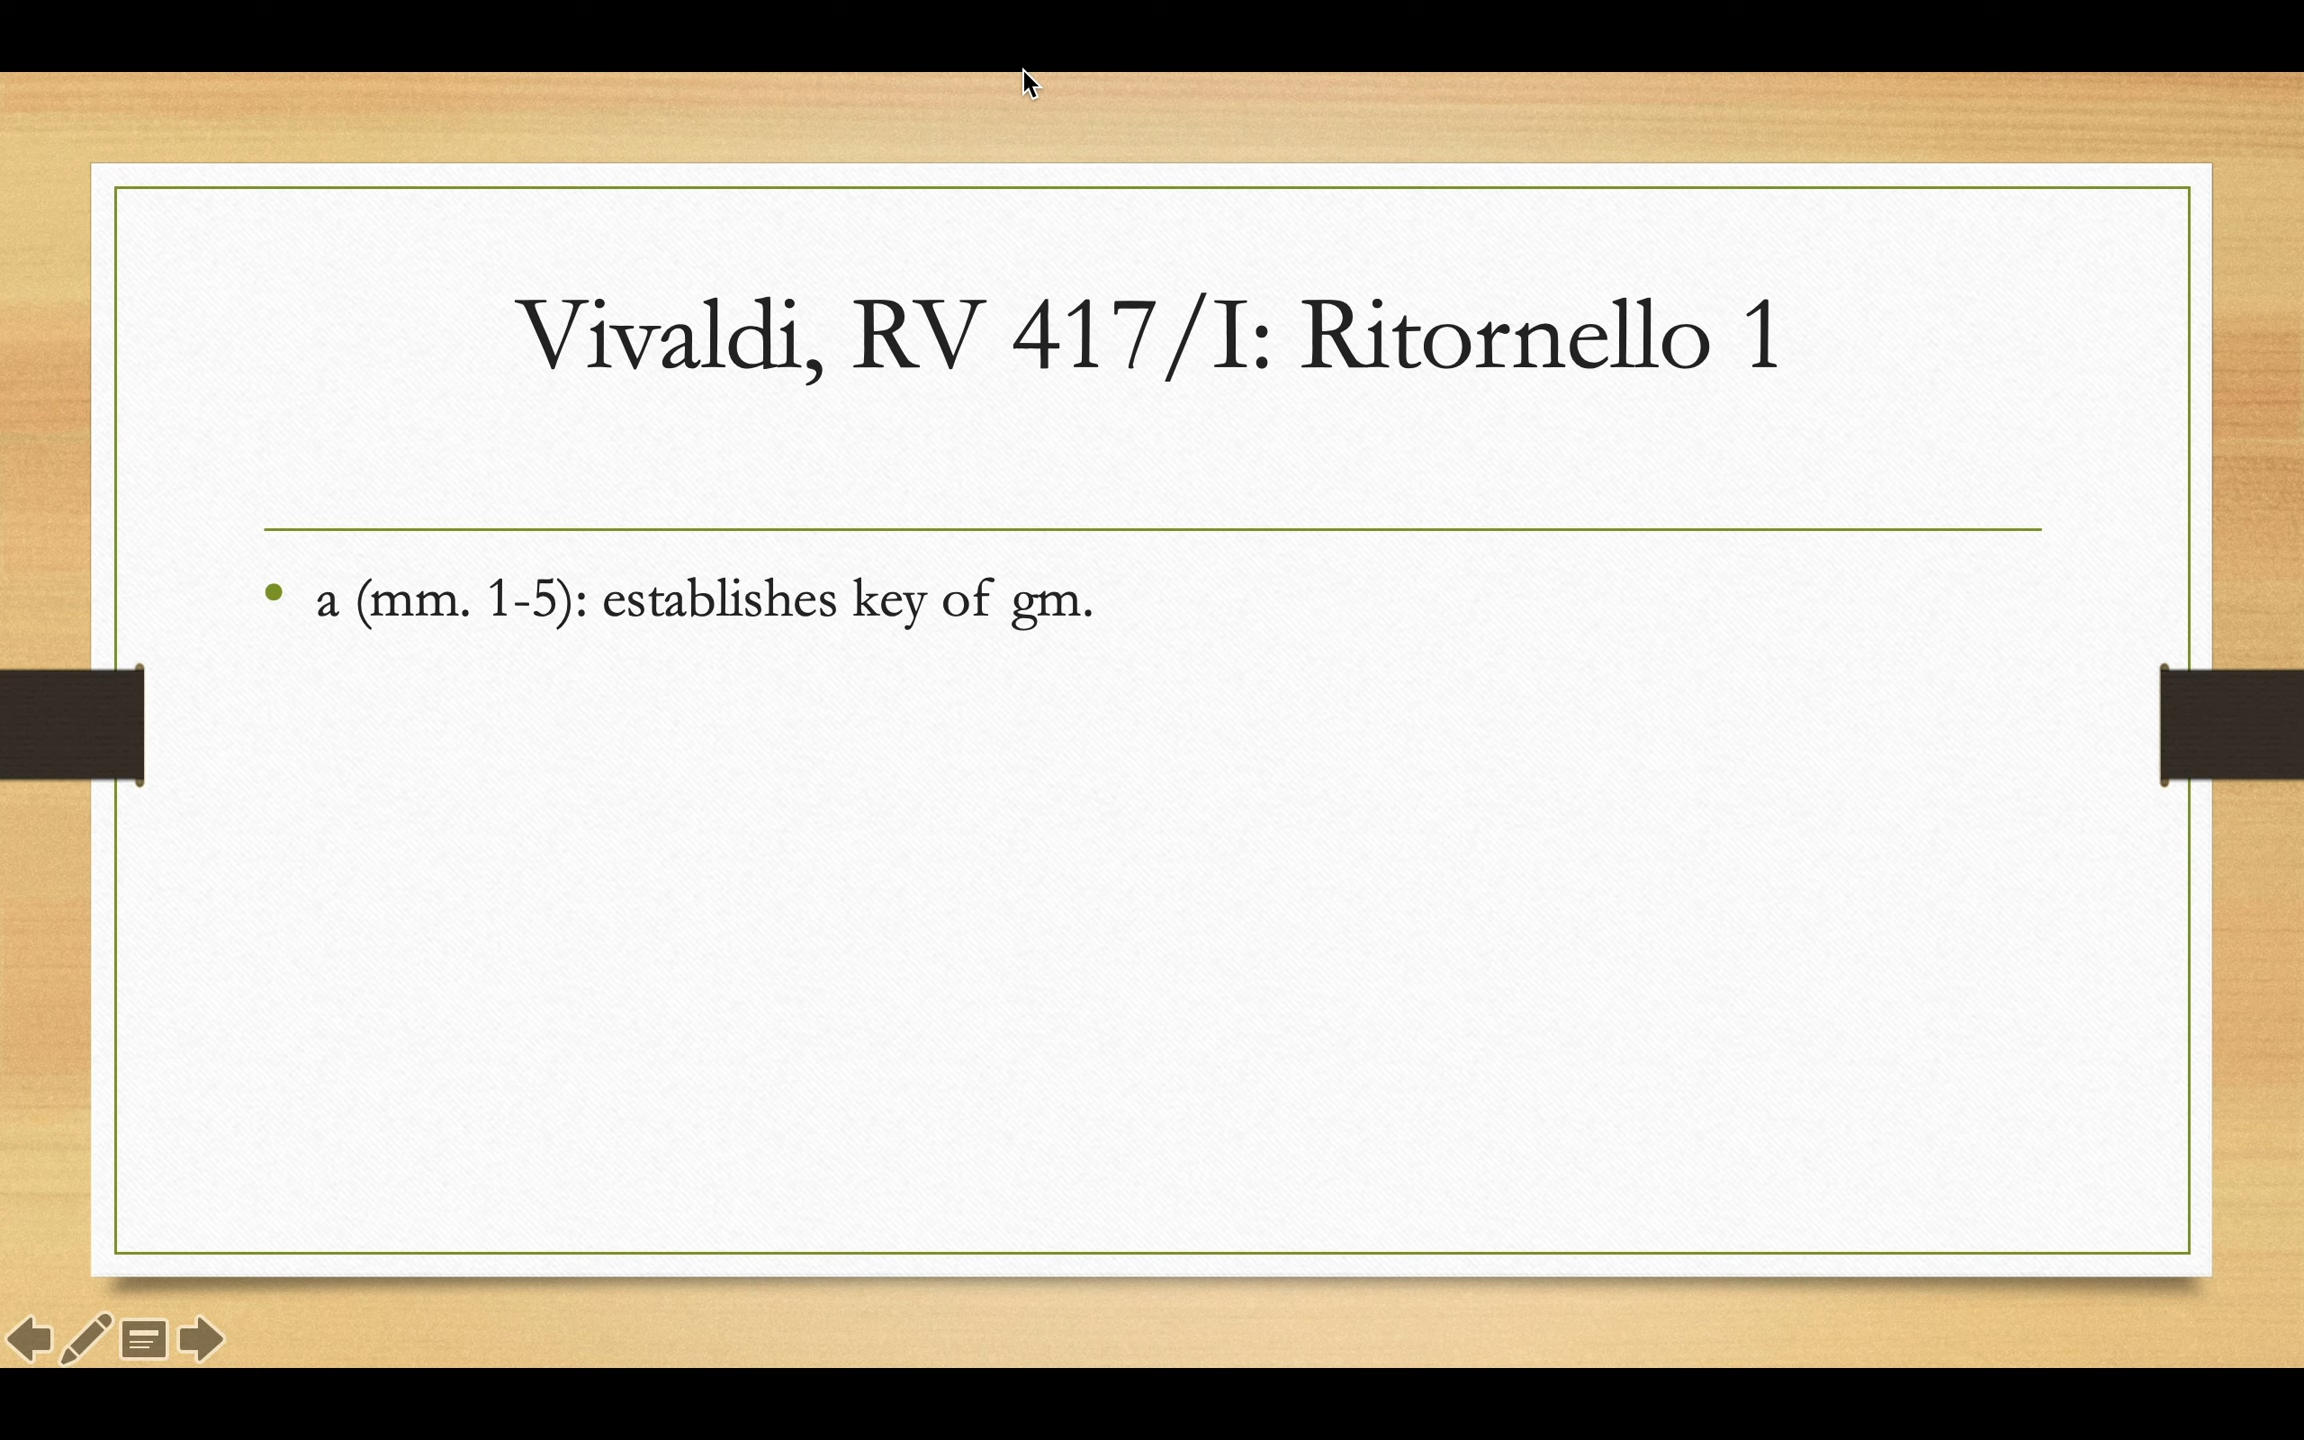 Vivaldi, RV 417/I: Ritornello 1
• a (mm. 1-5): establishes key of gm.